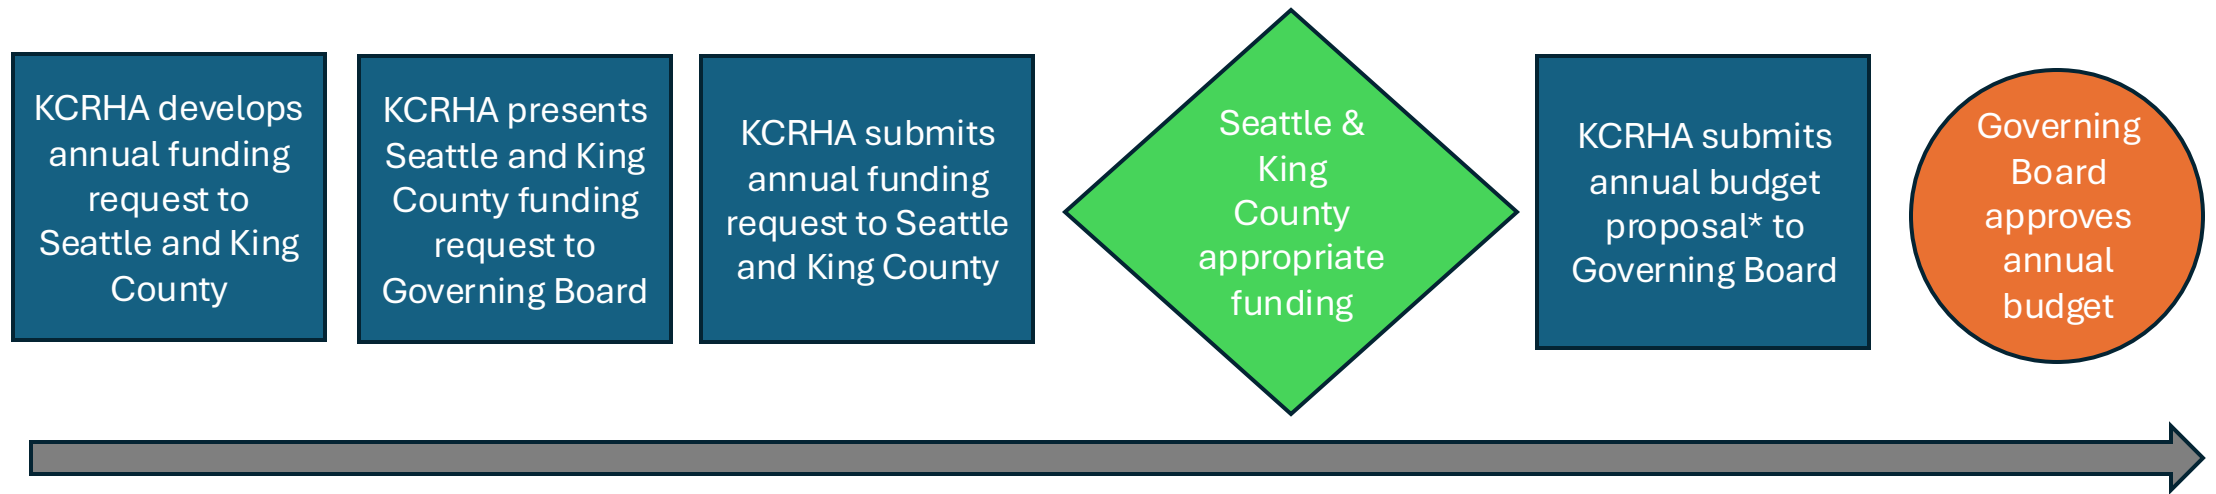 KCRHA develops
annual funding
request to
Seattle and King
County
KCRHA presents
Seattle and King
County funding
request to
Governing Board
KCRHA submits
annual funding
request to Seattle
and King County
Seattle &
King
County
appropriate
funding
KCRHA submits
annual budget
proposal* to
Governing Board
Governing
Board
approves
annual
budget